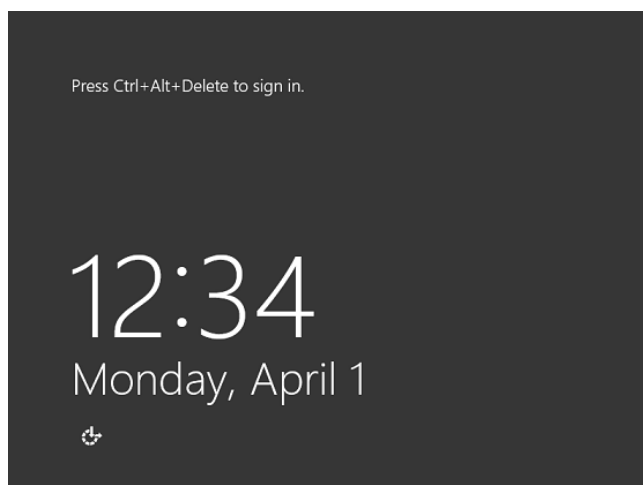 Press Ctrl+Alt+Delete to sign in.
12:34
Monday, April 1